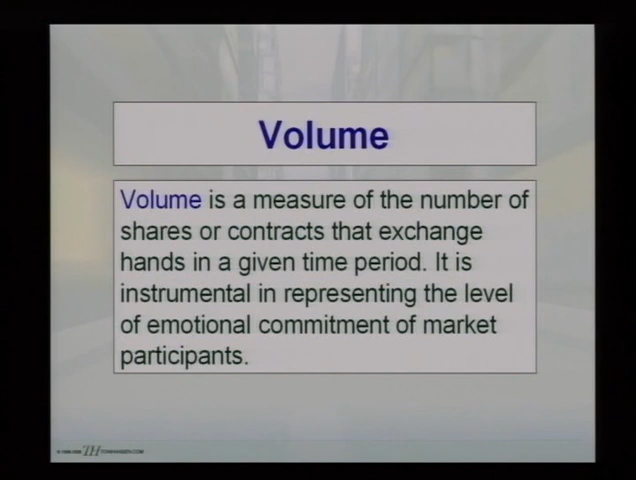 Volume
Volume is a measure of the number of
shares or contracts that exchange
hands in a given time period. It is
instrumental in representing the level
of emotional commitment of market
participants.
TH